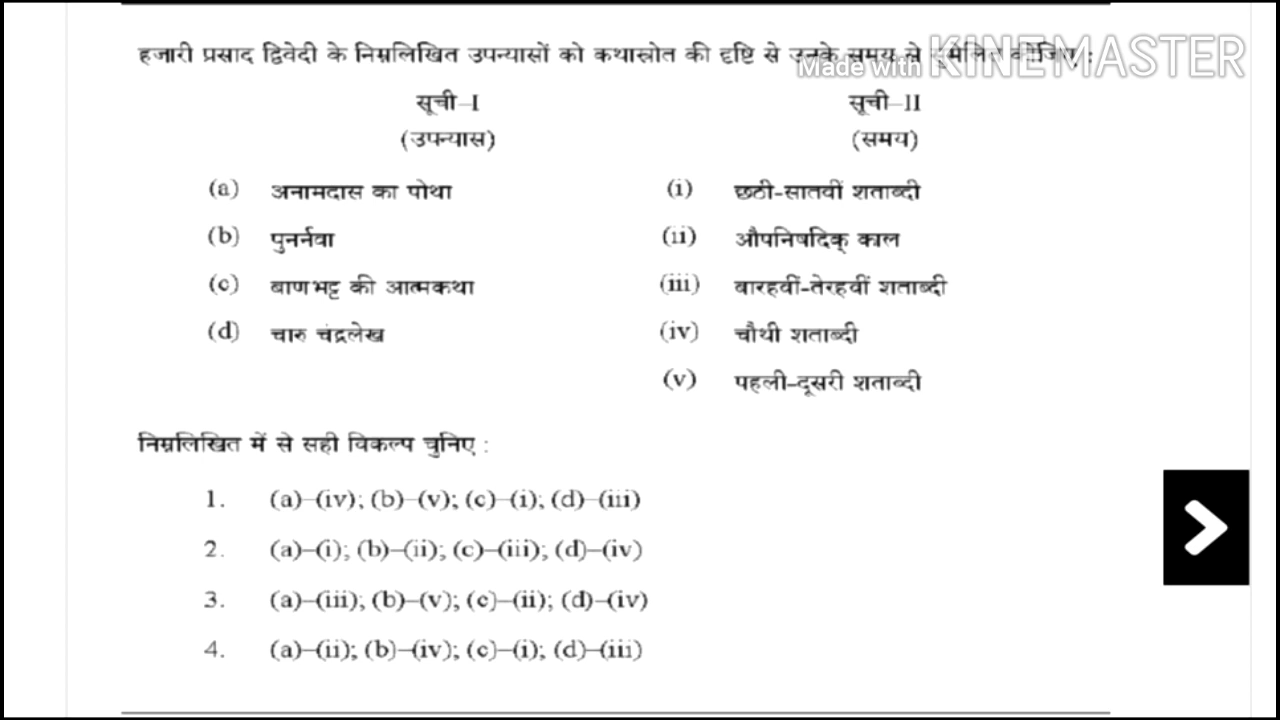 हजारी प्रसाद द्विवेदी के निम्नलिखित उपन्यासों को कथास्रोत की दृष्टि से उनके समय से सुमेलित कीजिए :
Made with KINEMASTER
सूची–I सूची–II
(उपन्यास) (समय)
(a) अनामदास का पोथा (i) छठी-सातवीं शताब्दी
(b) पुनर्नवा (ii) औपनिषदिक् काल
(c) बाणभट्ट की आत्मकथा (iii) बारहवीं-तेरहवीं शताब्दी
(d) चारु चंद्रलेख (iv) चौथी शताब्दी
(v) पहली-दूसरी शताब्दी
निम्नलिखित में से सही विकल्प चुनिए :
1. (a)–(iv); (b)–(v); (c)–(i); (d)–(iii)
2. (a)–(i); (b)–(ii); (c)–(iii); (d)–(iv)
3. (a)–(iii); (b)–(v); (c)–(ii); (d)–(iv)
4. (a)–(ii); (b)–(iv); (c)–(i); (d)–(iii)